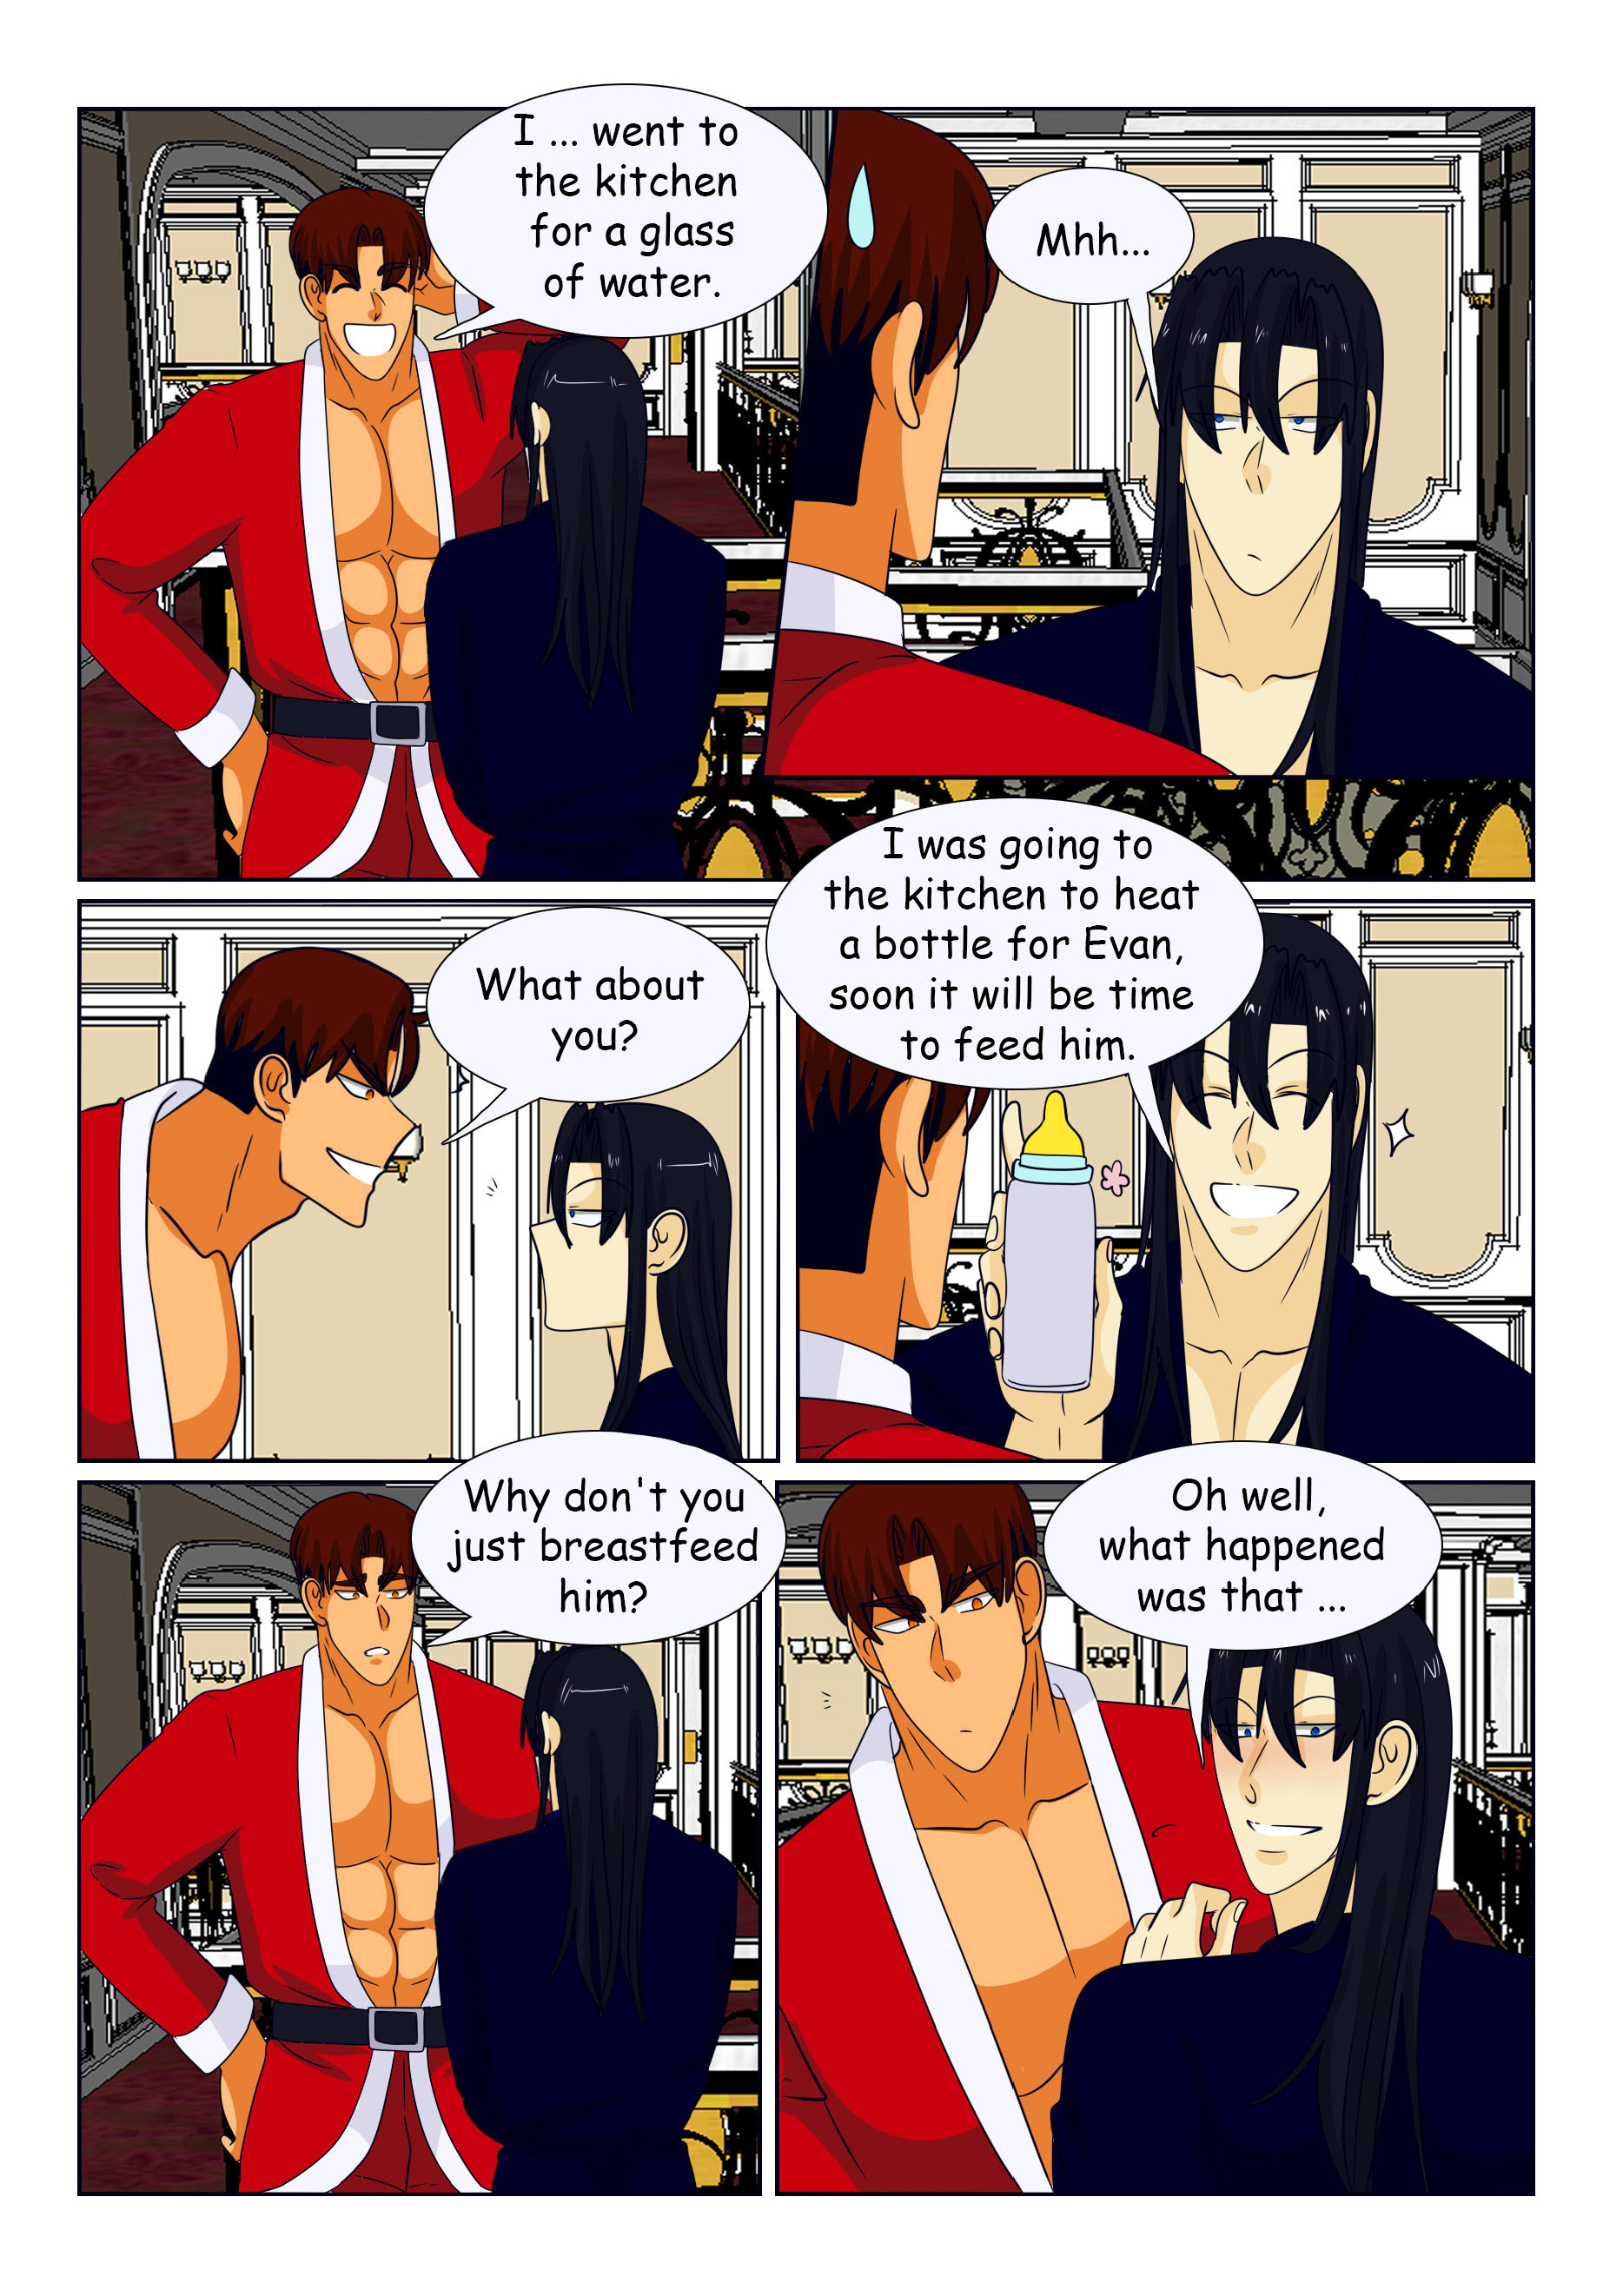 I ... went to
the kitchen
for a glass
of water.
Mhh...
What about
you?
I was going to
the kitchen to heat
a bottle for Evan,
soon it will be time
to feed him.
Why don't you
just breastfeed
him?
Oh well,
what happened
was that ...